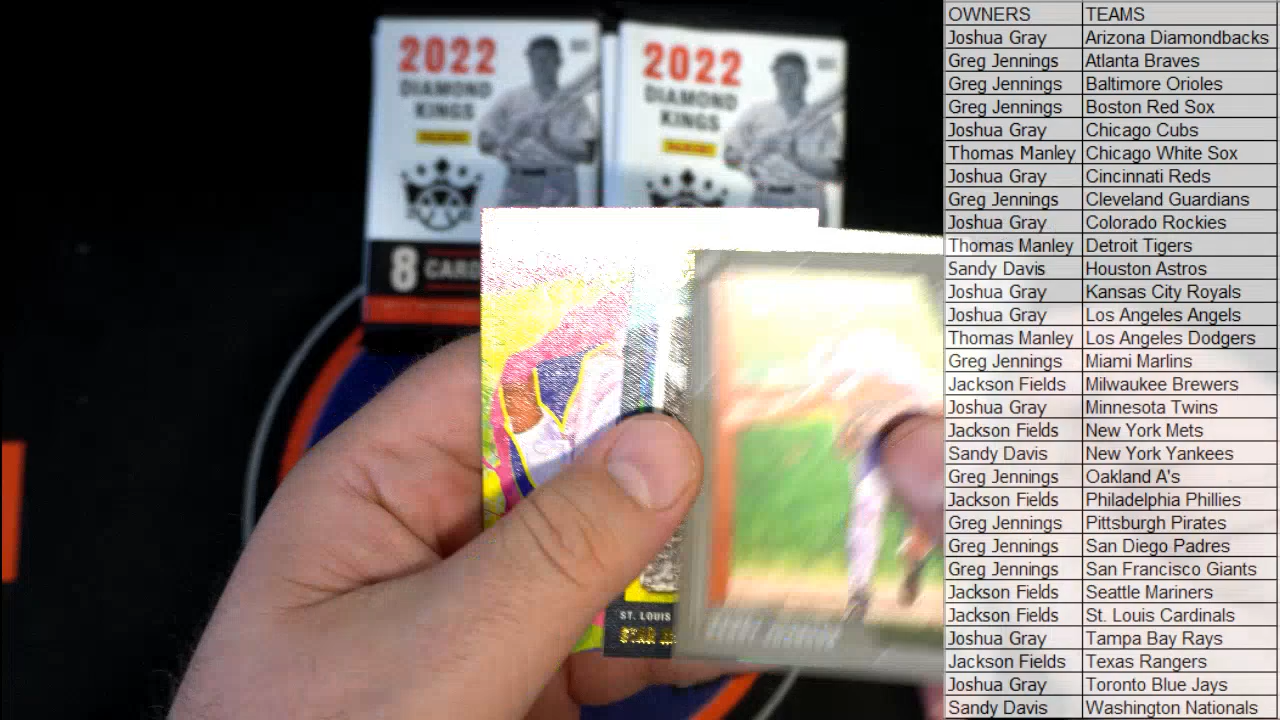 2022
DIAMOND
KINGS
PANINI
8 CARD
2022
DIAMOND
KINGS
PANINI
ST. LOUIS
STAR
OWNERS TEAMS
Joshua Gray Arizona Diamondbacks
Greg Jennings Atlanta Braves
Greg Jennings Baltimore Orioles
Greg Jennings Boston Red Sox
Joshua Gray Chicago Cubs
Thomas Manley Chicago White Sox
Joshua Gray Cincinnati Reds
Greg Jennings Cleveland Guardians
Joshua Gray Colorado Rockies
Thomas Manley Detroit Tigers
Sandy Davis Houston Astros
Joshua Gray Kansas City Royals
Joshua Gray Los Angeles Angels
Thomas Manley Los Angeles Dodgers
Greg Jennings Miami Marlins
Jackson Fields Milwaukee Brewers
Joshua Gray Minnesota Twins
Jackson Fields New York Mets
Sandy Davis New York Yankees
Greg Jennings Oakland A's
Jackson Fields Philadelphia Phillies
Greg Jennings Pittsburgh Pirates
Greg Jennings San Diego Padres
Greg Jennings San Francisco Giants
Jackson Fields Seattle Mariners
Jackson Fields St. Louis Cardinals
Joshua Gray Tampa Bay Rays
Jackson Fields Texas Rangers
Joshua Gray Toronto Blue Jays
Sandy Davis Washington Nationals